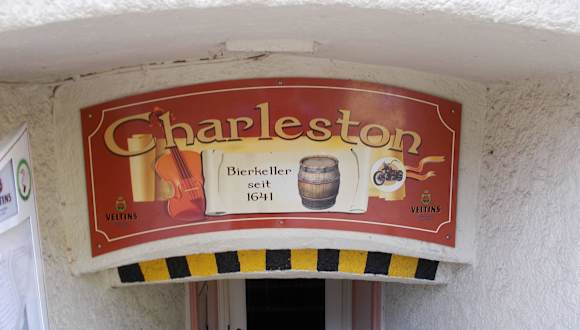 Charleston
Bierkeller
seit
1641
VELTINS
VELTINS